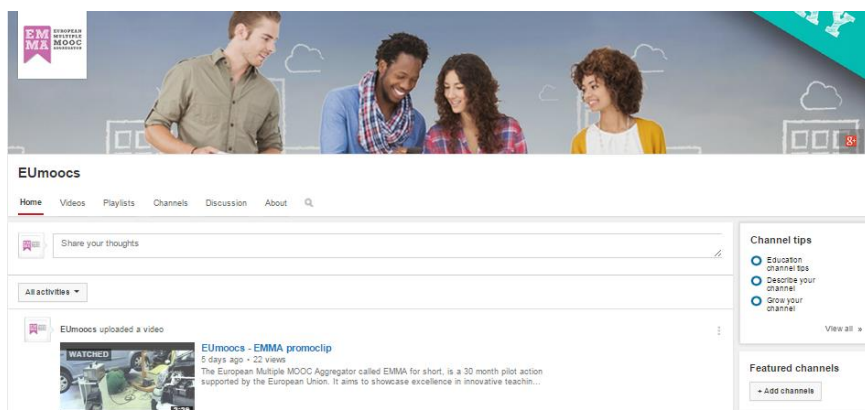 EM
MA
EUROPEAN
MULTIPLE
MOOC
AGGREGATOR
AY
8+
EUmoocs
Home Videos Playlists Channels Discussion About
Share your thoughts
All activities
EUmoocs uploaded a video
WATCHED
EUmoocs - EMMA promoclip
5 days ago • 22 views
The European Multiple MOOC Aggregator called EMMA for short, is a 30 month pilot action
supported by the European Union. It aims to showcase excellence in innovative teachin...
Channel tips
Education
channel tips
Describe your
channel
Grow your
channel
View all »
Featured channels
+ Add channels